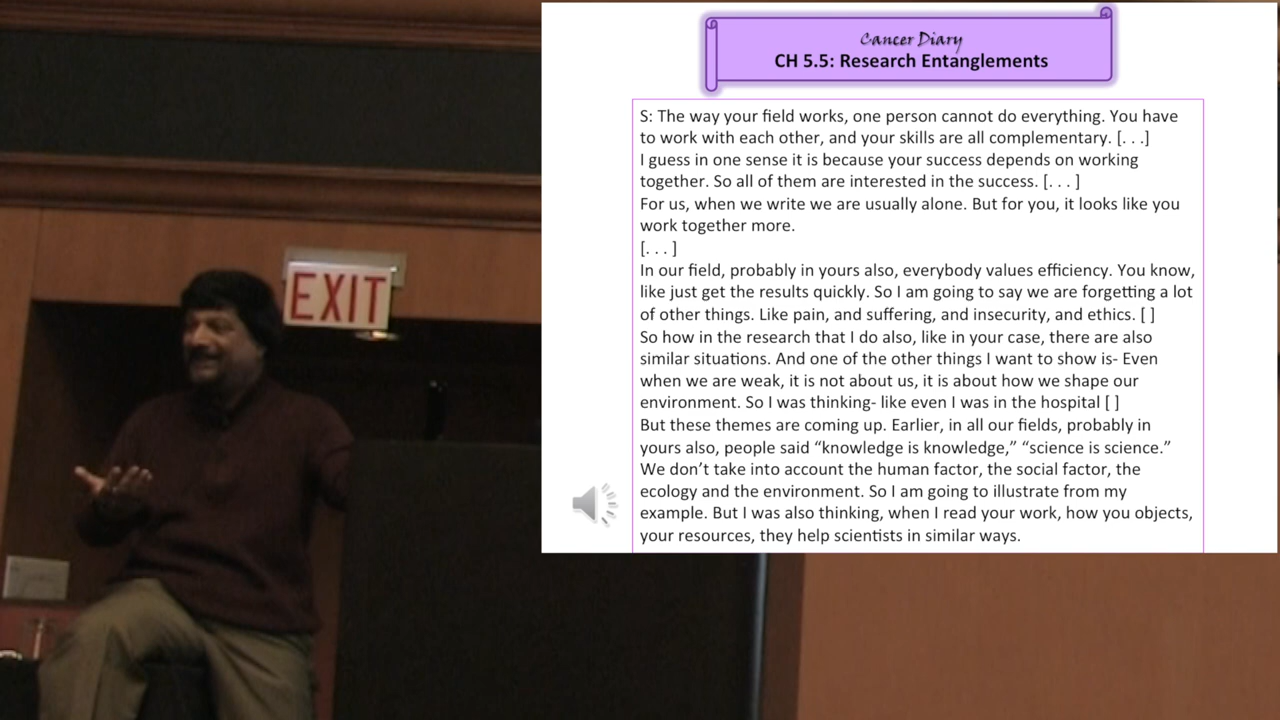 Cancer Diary
CH 5.5: Research Entanglements
S: The way your field works, one person cannot do everything. You have
to work with each other, and your skills are all complementary. [. . .]
I guess in one sense it is because your success depends on working
together. So all of them are interested in the success. [. . . ]
For us, when we write we are usually alone. But for you, it looks like you
work together more.
[. . . ]
In our field, probably in yours also, everybody values efficiency. You know,
like just get the results quickly. So I am going to say we are forgetting a lot
of other things. Like pain, and suffering, and insecurity, and ethics. [ ]
So how in the research that I do also, like in your case, there are also
similar situations. And one of the other things I want to show is- Even
when we are weak, it is not about us, it is about how we shape our
environment. So I was thinking- like even I was in the hospital [ ]
But these themes are coming up. Earlier, in all our fields, probably in
yours also, people said “knowledge is knowledge,” “science is science.”
We don’t take into account the human factor, the social factor, the
ecology and the environment. So I am going to illustrate from my
example. But I was also thinking, when I read your work, how you objects,
your resources, they help scientists in similar ways.
EXIT